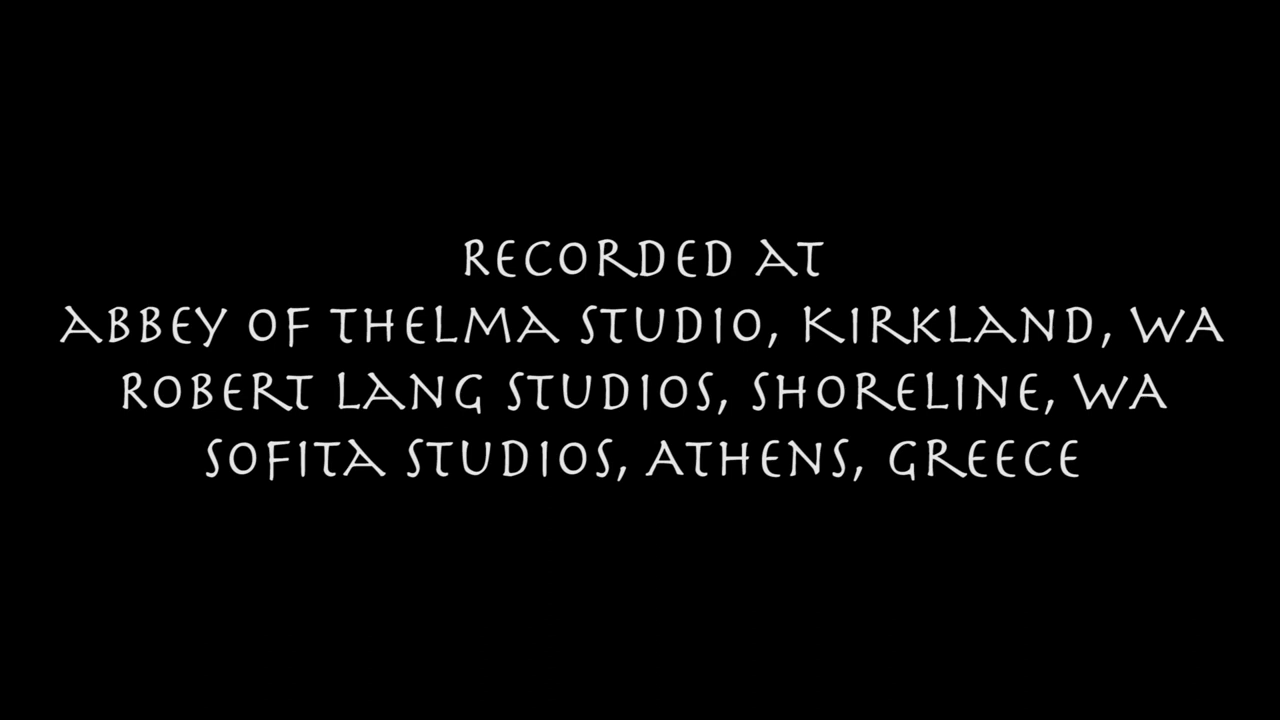 RECORDED AT
ABBEY OF THELMA STUDIO, KIRKLAND, WA
ROBERT LANG STUDIOS, SHORELINE, WA
SOFITA STUDIOS, ATHENS, GREECE